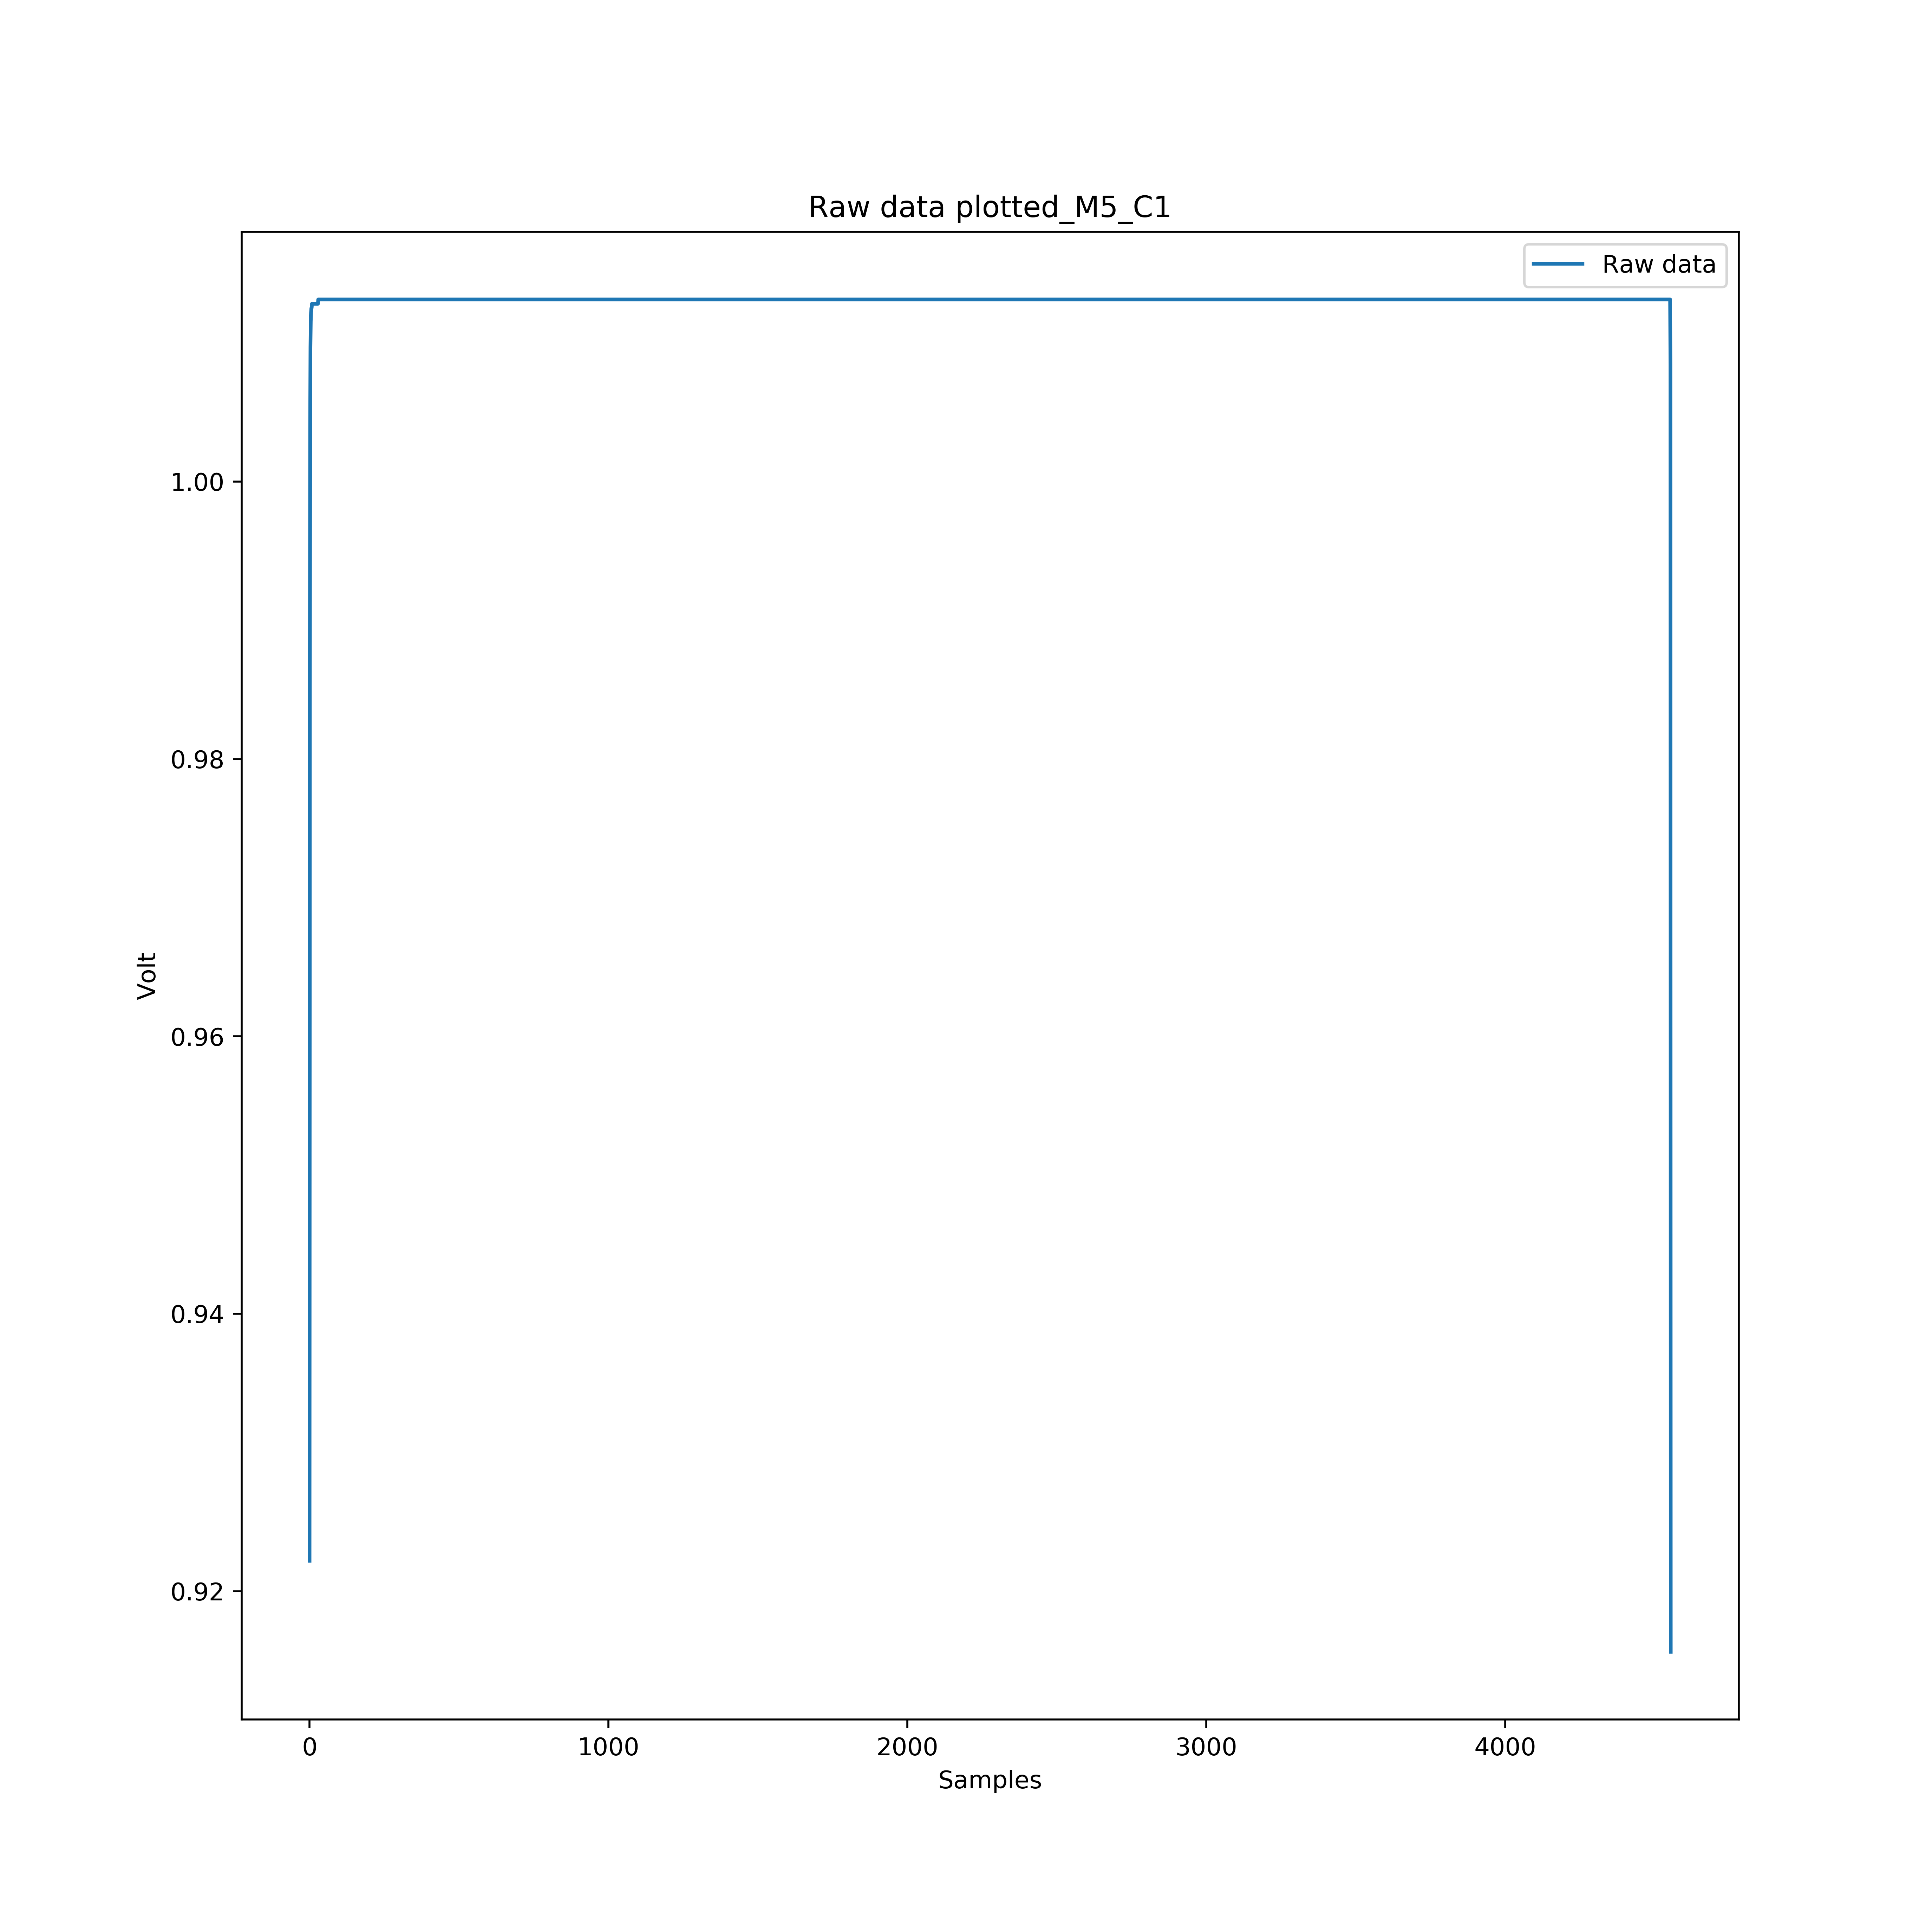 Raw data plotted_M5_C1
Raw data
1.00
0.98
0.96
0.94
0.92
Volt
0 1000 2000 3000 4000
Samples